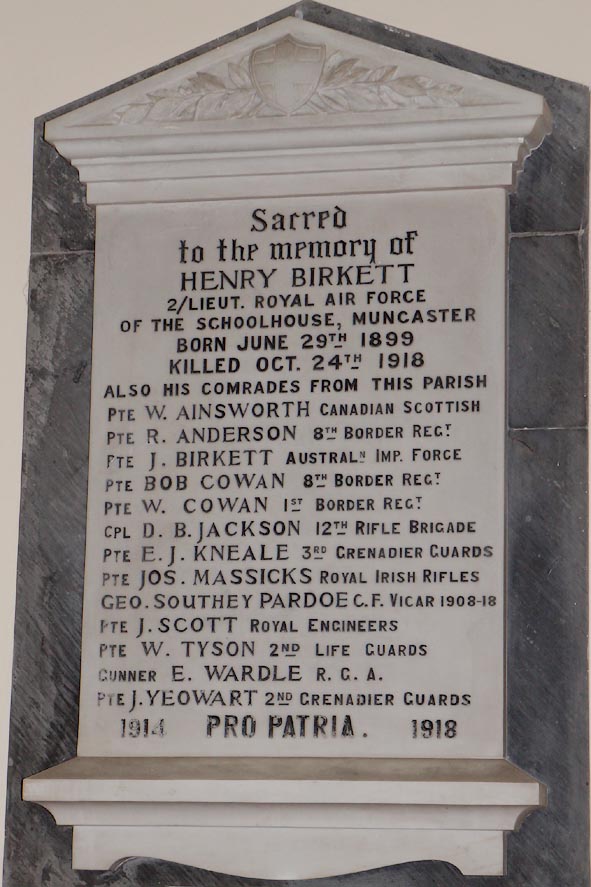 Sacred
to the memory of
HENRY BIRKETT
2/LIEUT. ROYAL AIR FORCE
OF THE SCHOOLHOUSE, MUNCASTER
BORN JUNE 29TH 1899
KILLED OCT. 24TH 1918
ALSO HIS COMRADES FROM THIS PARISH
PTE W. AINSWORTH CANADIAN SCOTTISH
PTE R. ANDERSON 8TH BORDER REGT
PTE J. BIRKETT AUSTRALN IMP. FORCE
PTE BOB COWAN 8TH BORDER REGT
PTE W. COWAN 1ST BORDER REGT
CPL D. B. JACKSON 12TH RIFLE BRIGADE
PTE E. J. KNEALE 3RD GRENADIER GUARDS
PTE JOS. MASSICKS ROYAL IRISH RIFLES
GEO. SOUTHEY PARDOE C.F. VICAR 1908-18
PTE J. SCOTT ROYAL ENGINEERS
PTE W. TYSON 2ND LIFE GUARDS
GUNNER E. WARDLE R. G. A.
PTE J. YEOWART 2ND GRENADIER GUARDS
1914 PRO PATRIA. 1918